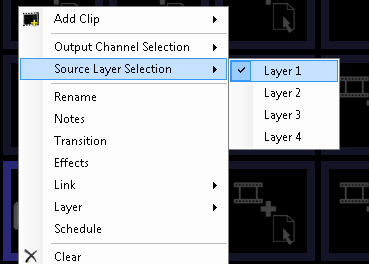 Add Clip
Output Channel Selection
Source Layer Selection
Layer 1
Layer 2
Layer 3
Layer 4
Rename
Notes
Transition
Effects
Link
Layer
Schedule
Clear